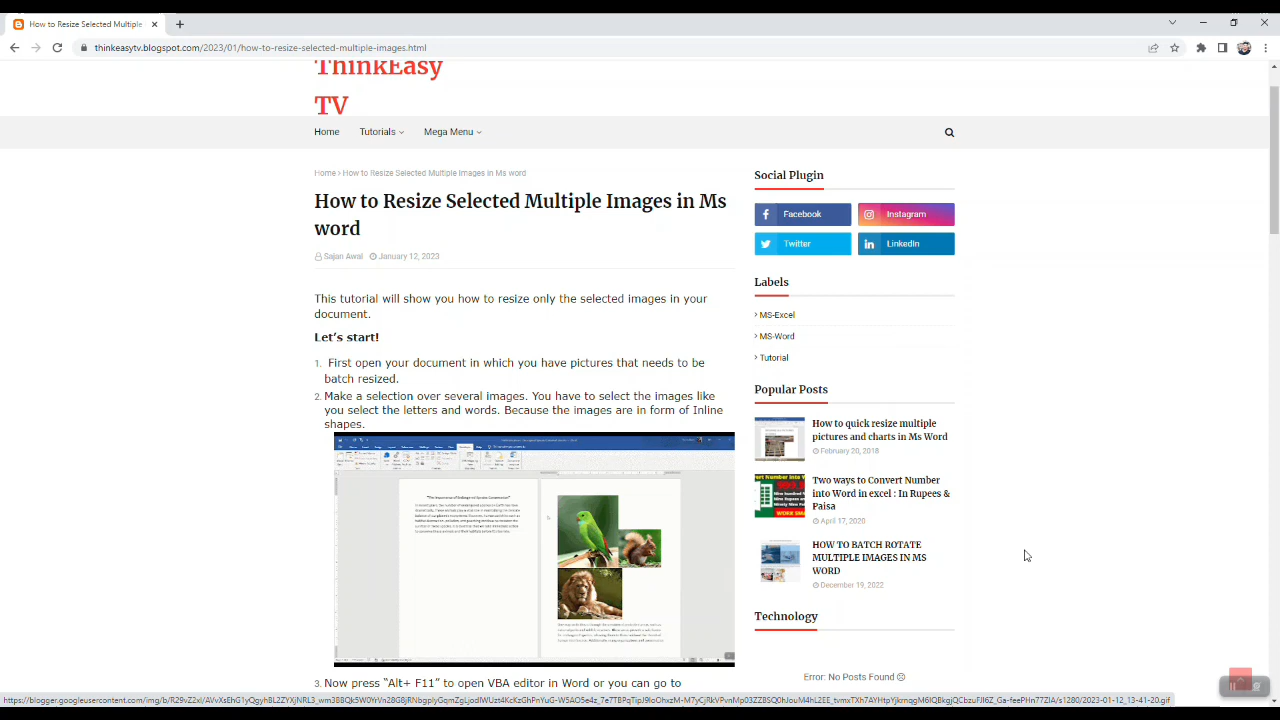 How to Resize Selected Multiple
thinkeasytv.blogspot.com/2023/01/how-to-resize-selected-multiple-images.html
ThinkEasy
TV
Home Tutorials Mega Menu
Home > How to Resize Selected Multiple Images in Ms word
How to Resize Selected Multiple Images in Ms
word
Sajan Awal January 12, 2023
This tutorial will show you how to resize only the selected images in your
document.
Let's start!
1. First open your document in which you have pictures that needs to be
batch resized.
2. Make a selection over several images. You have to select the images like
you select the letters and words. Because the images are in form of Inline
shapes.
3. Now press “Alt+ F11” to open VBA editor in Word or you can go to
Social Plugin
Facebook Instagram
Twitter LinkedIn
Labels
MS-Excel
MS-Word
Tutorial
Popular Posts
How to quick resize multiple
pictures and charts in Ms Word
February 20, 2018
Two ways to Convert Number
into Word in excel : In Rupees &
Paisa
April 17, 2020
HOW TO BATCH ROTATE
MULTIPLE IMAGES IN MS
WORD
December 19, 2022
Technology
Error: No Posts Found